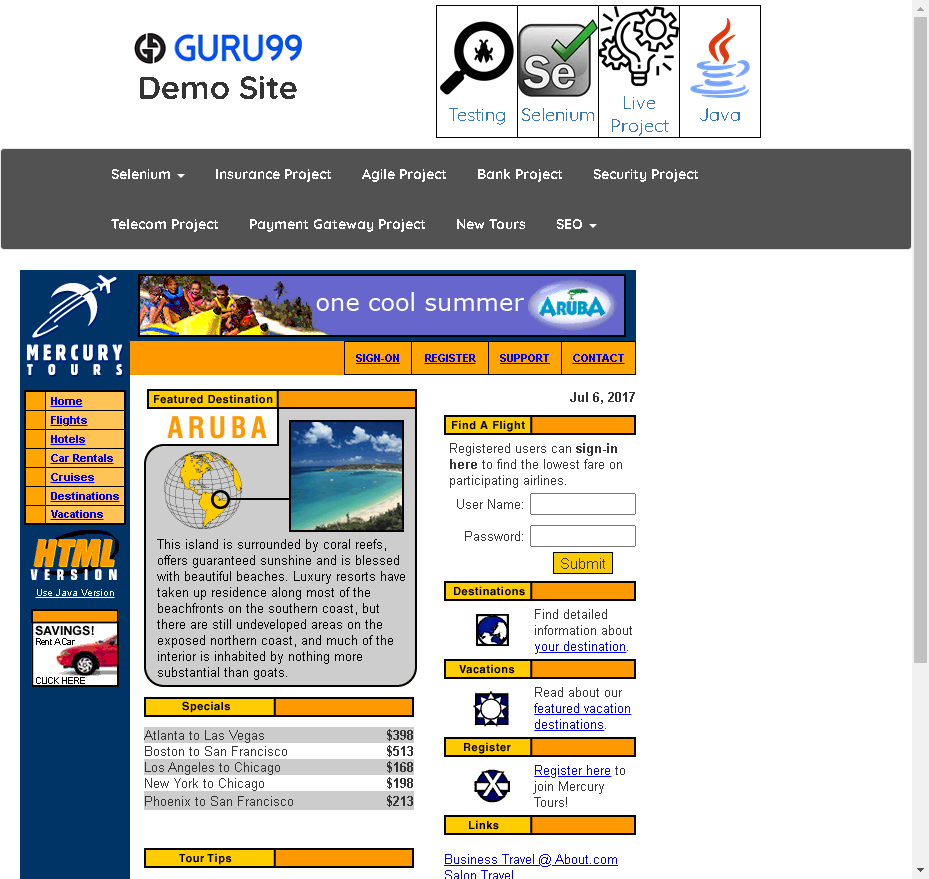 GURU99
Demo Site
Testing
Selenium
Live
Project
Java
Se
Selenium
Insurance Project
Agile Project
Bank Project
Security Project
Telecom Project
Payment Gateway Project
New Tours
SEO
MERCURY
TOURS
one cool summer
ARUBA
SIGN-ON
REGISTER
SUPPORT
CONTACT
Home
Flights
Hotels
Car Rentals
Cruises
Destinations
Vacations
HTML
VERSION
Use Java Version
SAVINGS!
Rent A Car
CLICK HERE
Featured Destination
ARUBA
This island is surrounded by coral reefs,
offers guaranteed sunshine and is blessed
with beautiful beaches. Luxury resorts have
taken up residence along most of the
beachfronts on the southern coast, but
there are still undeveloped areas on the
exposed northern coast, and much of the
interior is inhabited by nothing more
substantial than goats.
Specials
Atlanta to Las Vegas $398
Boston to San Francisco $513
Los Angeles to Chicago $168
New York to Chicago $198
Phoenix to San Francisco $213
Tour Tips
Jul 6, 2017
Find A Flight
Registered users can sign-in
here to find the lowest fare on
participating airlines.
User Name:
Password:
Submit
Destinations
Find detailed
information about
your destination.
Vacations
Read about our
featured vacation
destinations.
Register
Register here to
join Mercury
Tours!
Links
Business Travel @ About.com
Salon Travel